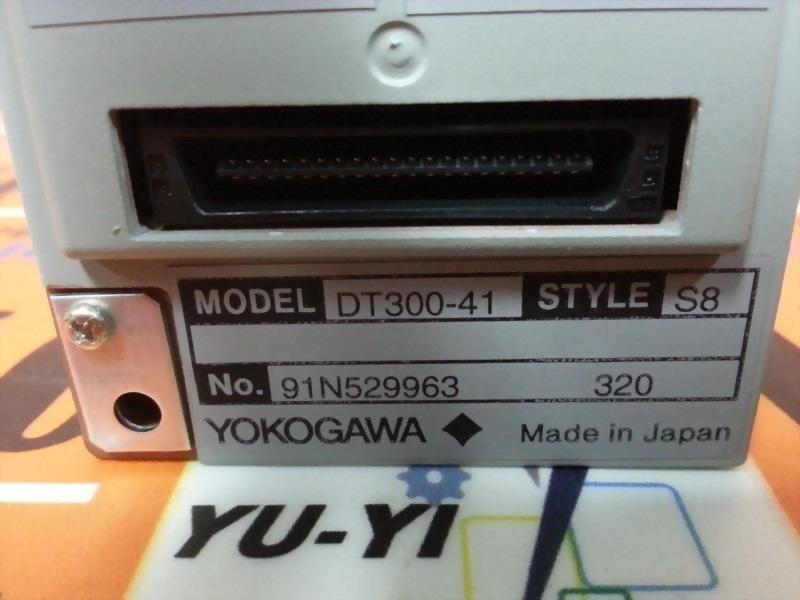 MODEL DT300-41 STYLE S8
No. 91N529963 320
YOKOGAWA Made in Japan
YU-YI